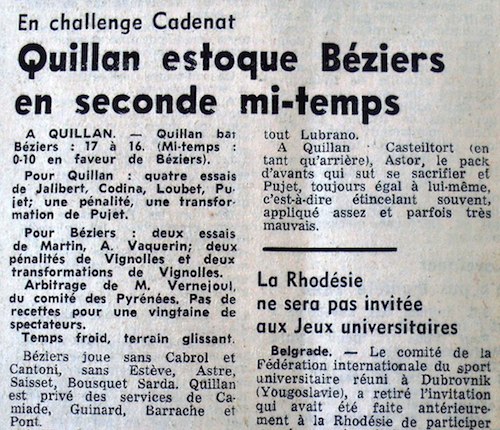 En challenge Cadenat
Quillan estoque Béziers
en seconde mi-temps
A QUILLAN. — Quillan bat
Béziers : 17 à 16. (Mi-temps :
0-10 en faveur de Béziers).
Pour Quillan : quatre essais
de Jalibert, Codina, Loubet, Pu-
jet; une pénalité, une transfor-
mation de Pujet.
Pour Béziers : deux essais
de Martin, A. Vaquerin; deux
pénalités de Vignolles et deux
transformations de Vignolles.
Arbitrage de M. Vernejoul,
du comité des Pyrénées. Pas de
recettes pour une vingtaine de
spectateurs.
Temps froid, terrain glissant.
Béziers joue sans Cabrol et
Cantoni, sans Estève, Astre,
Saisset, Bousquet Sarda. Quillan
est privé des services de Ca-
miade, Guinard, Barrache et
Pont.
tout Lubrano.
A Quillan : Casteiltort (en
tant qu'arrière), Astor, le pack
d'avants qui sut se sacrifier et
Pujet, toujours égal à lui-même,
c'est-à-dire étincelant souvent,
appliqué assez et parfois très
mauvais.
La Rhodésie
ne sera pas invitée
aux Jeux universitaires
Belgrade. — Le comité de la
Fédération internationale du sport
universitaire réuni à Dubrovnik
(Yougoslavie), a retiré l'invitation
qui avait été faite antérieure-
ment à la Rhodésie de participer